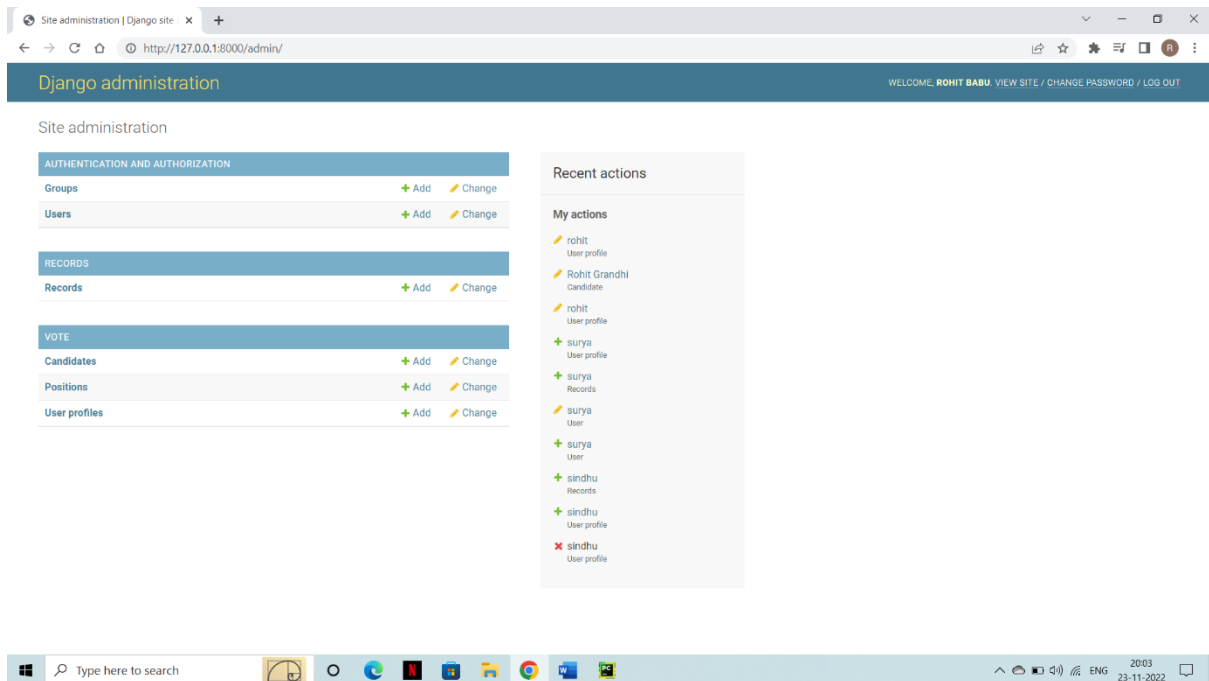 Site administration | Django site
http://127.0.0.1:8000/admin/
R
Django administration
WELCOME, ROHIT BABU. VIEW SITE / CHANGE PASSWORD / LOG OUT
Site administration
AUTHENTICATION AND AUTHORIZATION
Groups Add Change
Users Add Change
RECORDS
Records Add Change
VOTE
Candidates Add Change
Positions Add Change
User profiles Add Change
Recent actions
My actions
rohit
User profile
Rohit Grandhi
Candidate
rohit
User profile
surya
User profile
surya
Records
surya
User
surya
User
sindhu
Records
sindhu
User profile
sindhu
User profile
Type here to search
N
W
PC
ENG
20:03
23-11-2022